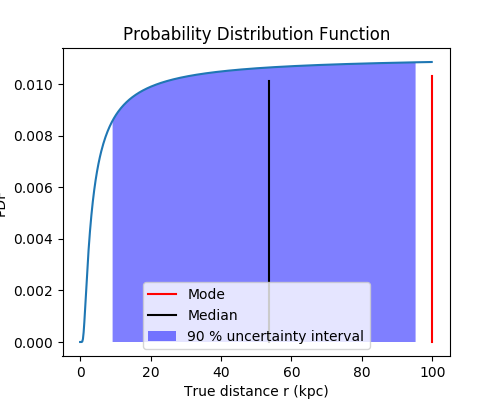 Probability Distribution Function
0.010
0.008
0.006
0.004
0.002
0.000
PDF
Mode
Median
90 % uncertainty interval
0 20 40 60 80 100
True distance r (kpc)